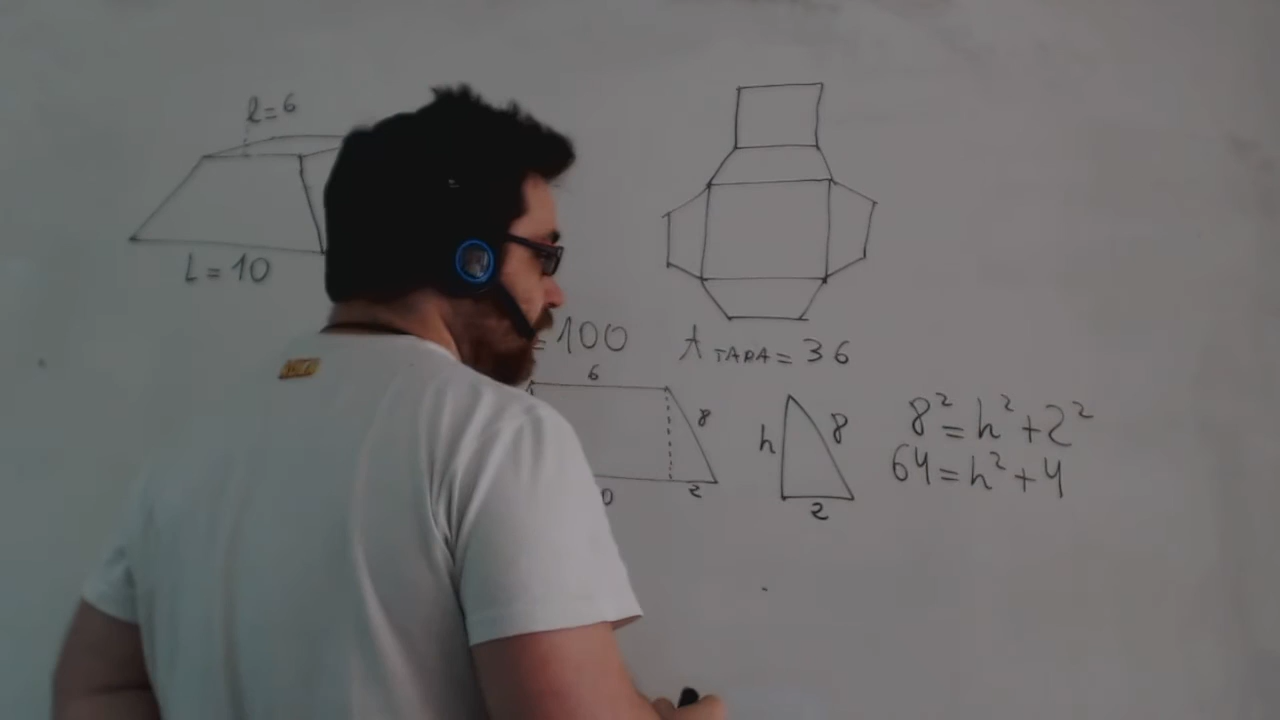 l=6
L=10
=100
A TAPA=36
6
8
2
h
8
2
8²=h²+2²
64=h²+4